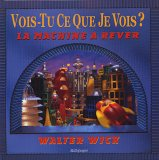 VOIS-TU CE QUE JE VOIS?
LA MACHINE À RÊVER
WALTER WICK